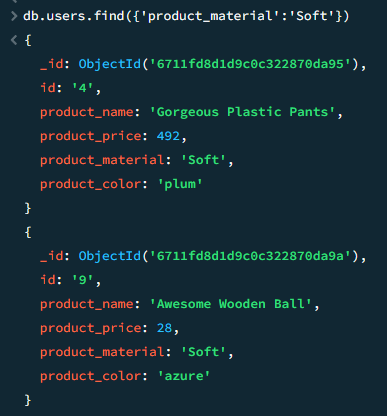 > db.users.find({'product_material':'Soft'})
< {
_id: ObjectId('6711fd8d1d9c0c322870da95'),
id: '4',
product_name: 'Gorgeous Plastic Pants',
product_price: 492,
product_material: 'Soft',
product_color: 'plum'
}
{
_id: ObjectId('6711fd8d1d9c0c322870da9a'),
id: '9',
product_name: 'Awesome Wooden Ball',
product_price: 28,
product_material: 'Soft',
product_color: 'azure'
}